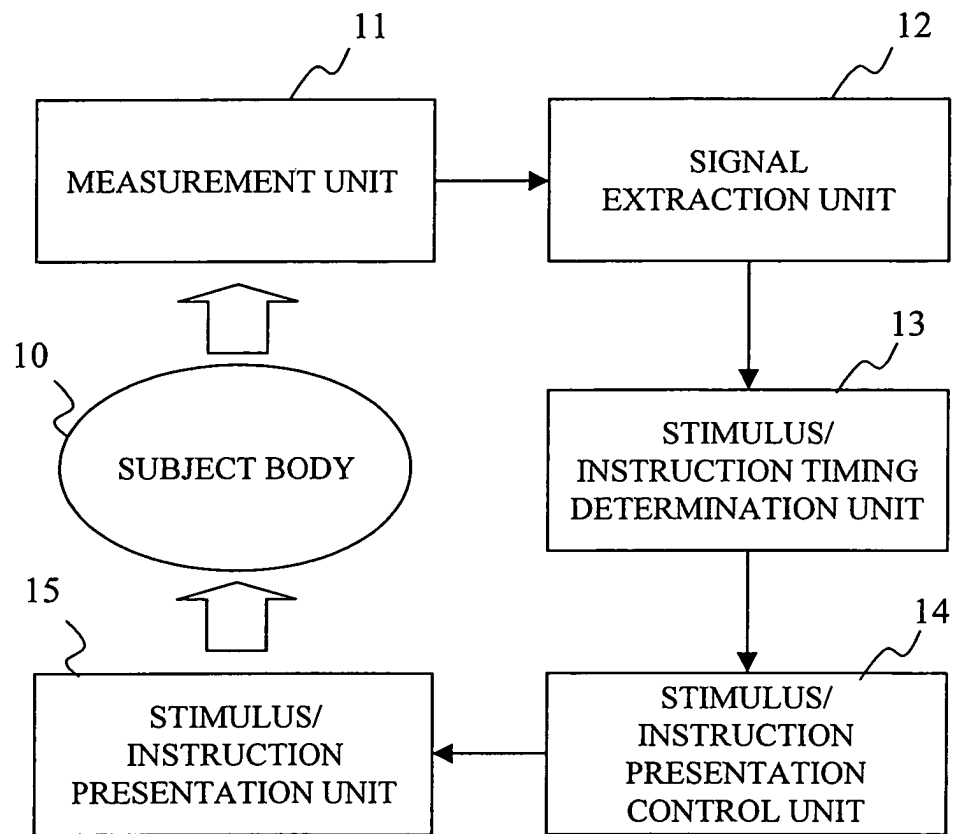 11
12
MEASUREMENT UNIT
SIGNAL
EXTRACTION UNIT
10
13
SUBJECT BODY
STIMULUS/
INSTRUCTION TIMING
DETERMINATION UNIT
15
14
STIMULUS/
INSTRUCTION
PRESENTATION UNIT
STIMULUS/
INSTRUCTION
PRESENTATION
CONTROL UNIT